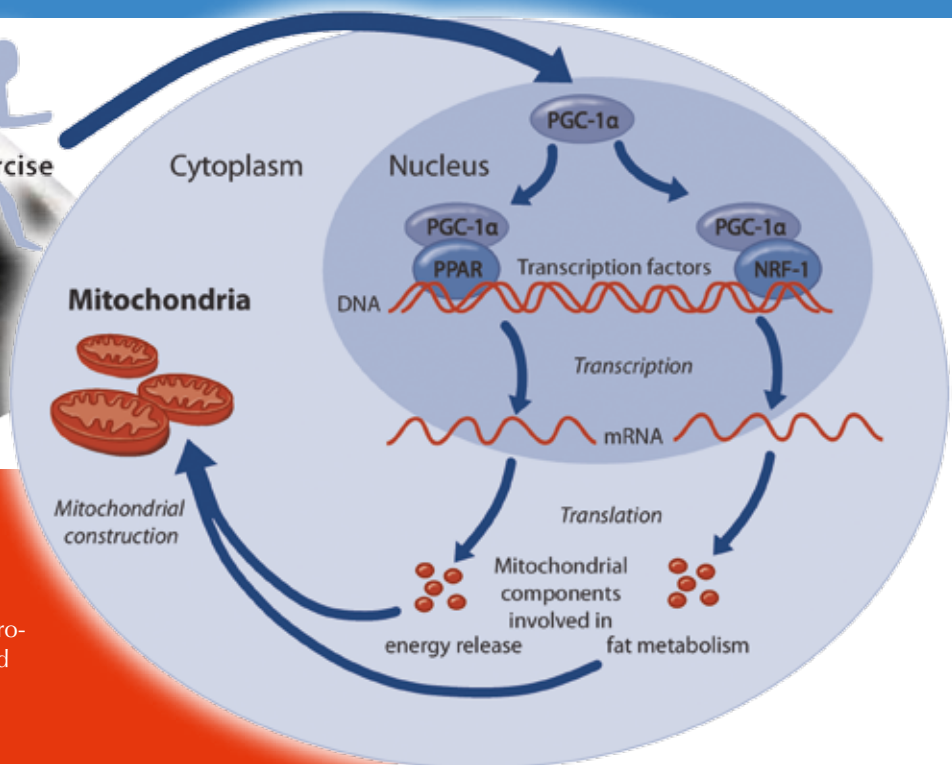 rcise
Cytoplasm
Nucleus
PGC-1α
PGC-1α
PGC-1α
PPAR
Transcription factors
NRF-1
DNA
Mitochondria
Transcription
mRNA
Mitochondrial
construction
Translation
Mitochondrial
components
involved in
energy release
fat metabolism
ro-
d